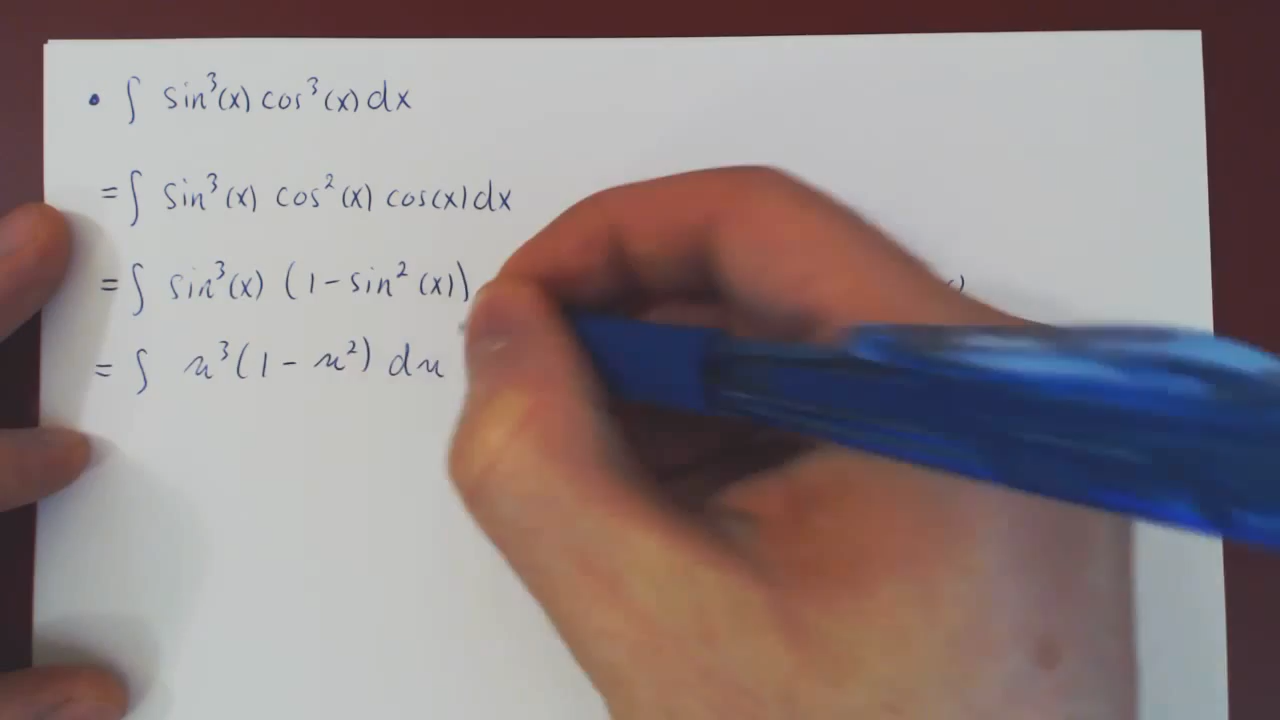 • ∫ sin³(x) cos³(x) dx
= ∫ sin³(x) cos²(x) cos(x) dx
= ∫ sin³(x) (1 - sin²(x))
= ∫ u³(1 - u²) du